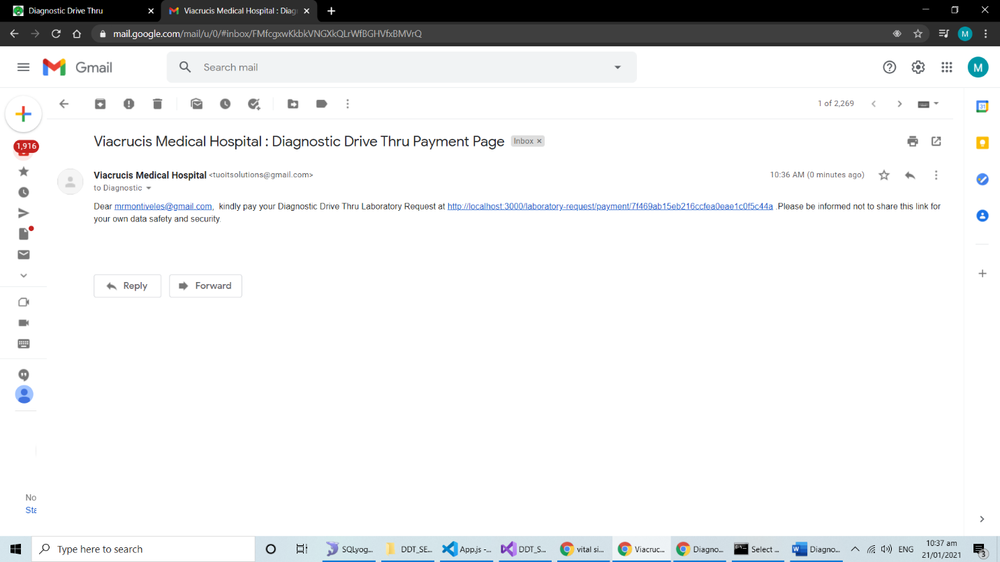 Diagnostic Drive Thru
Viacrucis Medical Hospital : Diag
mail.google.com/mail/u/0/#inbox/FMfcgxwKkbkVNGXkQLrWfBGHVfxBMVrQ
M
Gmail
Search mail
M
1 of 2,269
31
1,916
Viacrucis Medical Hospital : Diagnostic Drive Thru Payment Page
Inbox ×
Viacrucis Medical Hospital <tuoitsolutions@gmail.com>
10:36 AM (0 minutes ago)
to Diagnostic
Dear mrmontiveles@gmail.com, kindly pay your Diagnostic Drive Thru Laboratory Request at http://localhost:3000/laboratory-request/payment/7f469ab15eb216ccfea0eae1c0f5c44a .Please be informed not to share this link for
your own data safety and security.
Reply
Forward
No
Sta
Type here to search
SQLyog...
DDT_SE...
App.js -...
DDT_S...
vital si...
Viacruc...
Diagno...
Select ...
Diagno...
ENG
10:37 am
21/01/2021
3